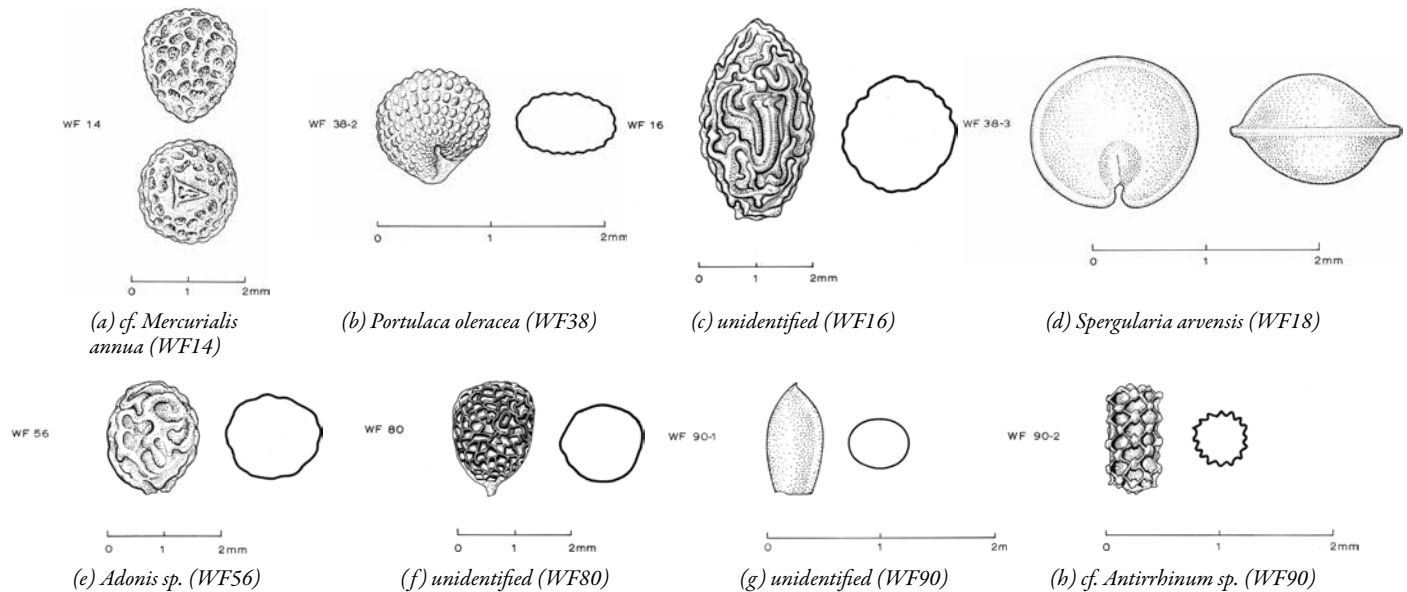 WF 14
0 1 2mm
(a) cf. Mercurialis
annua (WF14)
WF 38-2
0 1 2mm
(b) Portulaca oleracea (WF38)
WF 16
0 1 2mm
(c) unidentified (WF16)
WF 38-3
0 1 2mm
(d) Spergularia arvensis (WF18)
WF 56
0 1 2mm
(e) Adonis sp. (WF56)
WF 80
0 1 2mm
(f) unidentified (WF80)
WF 90-1
0 1 2m
(g) unidentified (WF90)
WF 90-2
0 1 2mm
(h) cf. Antirrhinum sp. (WF90)